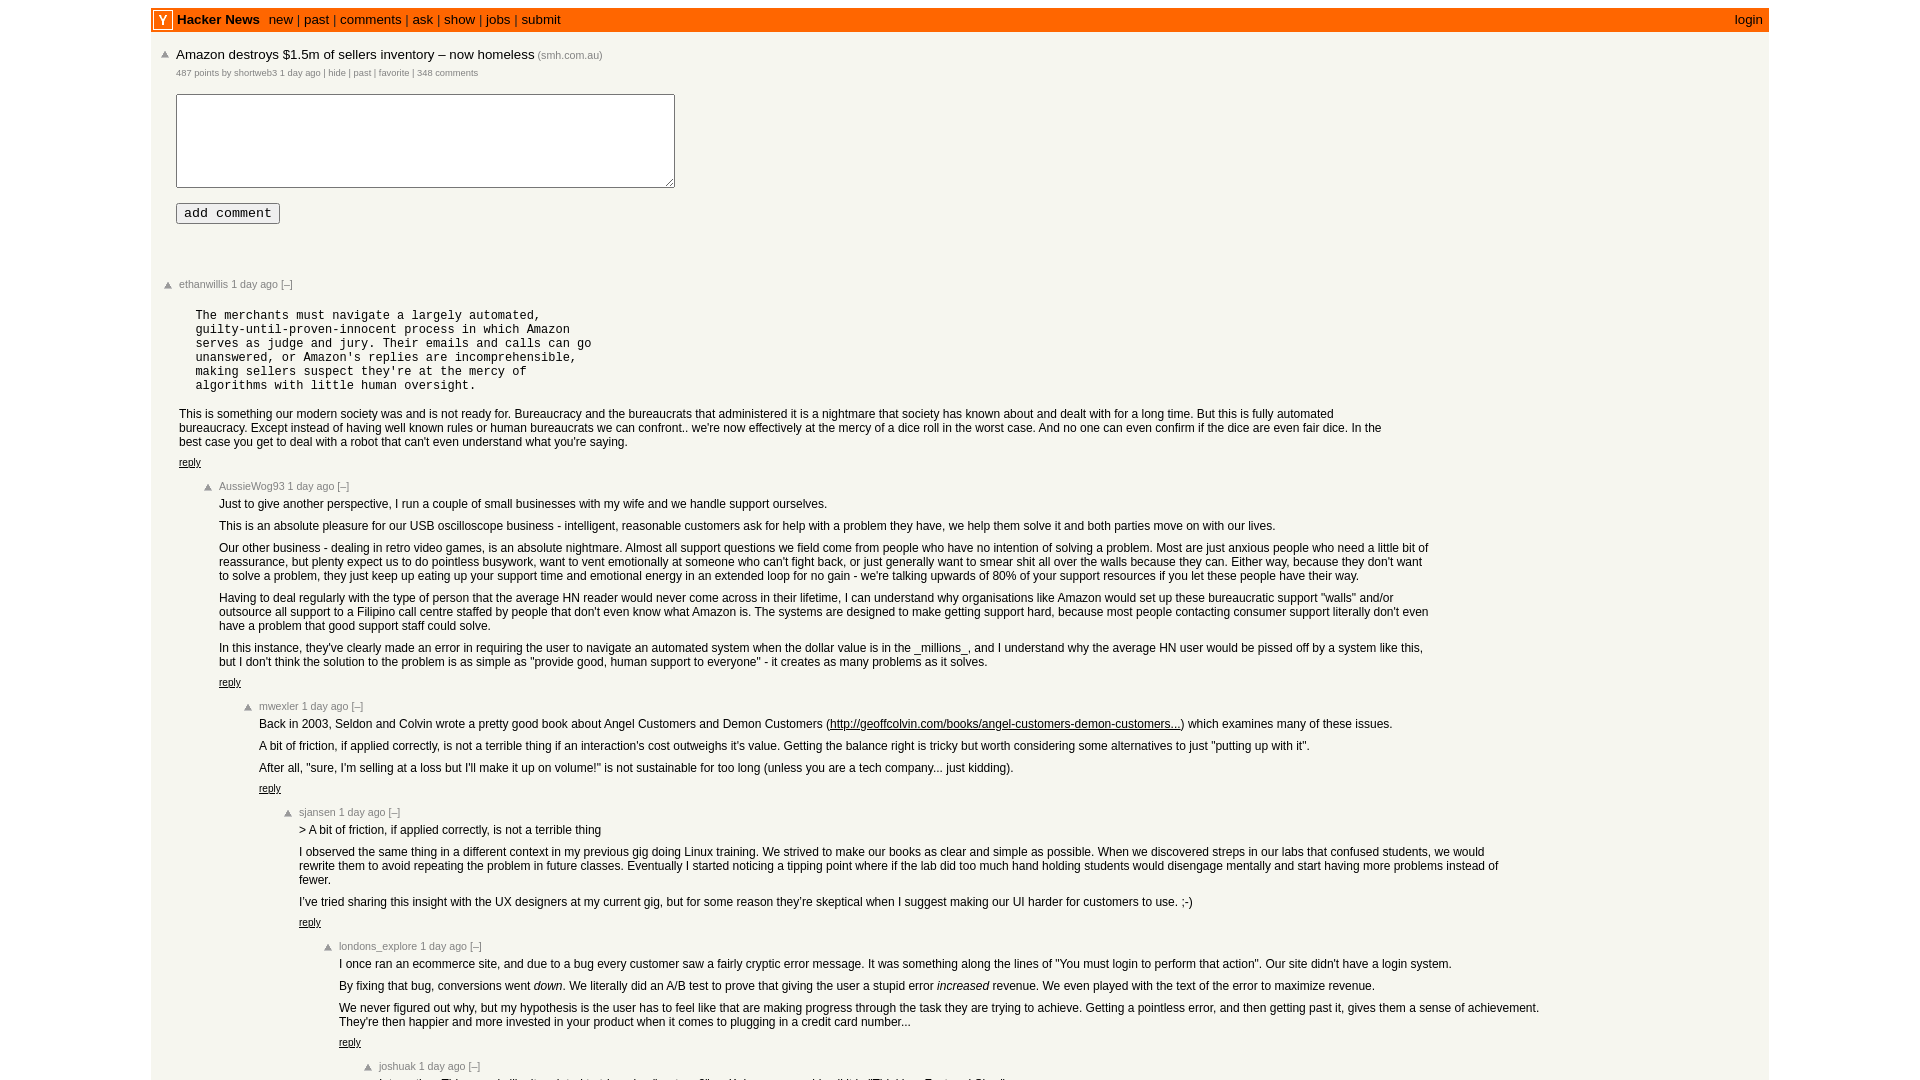 Y Hacker News new | past | comments | ask | show | jobs | submit login
Amazon destroys $1.5m of sellers inventory – now homeless (smh.com.au)
487 points by shortweb3 1 day ago | hide | past | favorite | 348 comments
add comment
ethanwillis 1 day ago [–]
The merchants must navigate a largely automated,
guilty-until-proven-innocent process in which Amazon
serves as judge and jury. Their emails and calls can go
unanswered, or Amazon's replies are incomprehensible,
making sellers suspect they're at the mercy of
algorithms with little human oversight.
This is something our modern society was and is not ready for. Bureaucracy and the bureaucrats that administered it is a nightmare that society has known about and dealt with for a long time. But this is fully automated
bureaucracy. Except instead of having well known rules or human bureaucrats we can confront.. we're now effectively at the mercy of a dice roll in the worst case. And no one can even confirm if the dice are even fair dice. In the
best case you get to deal with a robot that can't even understand what you're saying.
reply
AussieWog93 1 day ago [–]
Just to give another perspective, I run a couple of small businesses with my wife and we handle support ourselves.
This is an absolute pleasure for our USB oscilloscope business - intelligent, reasonable customers ask for help with a problem they have, we help them solve it and both parties move on with our lives.
Our other business - dealing in retro video games, is an absolute nightmare. Almost all support questions we field come from people who have no intention of solving a problem. Most are just anxious people who need a little bit of
reassurance, but plenty expect us to do pointless busywork, want to vent emotionally at someone who can't fight back, or just generally want to smear shit all over the walls because they can. Either way, because they don't want
to solve a problem, they just keep up eating up your support time and emotional energy in an extended loop for no gain - we're talking upwards of 80% of your support resources if you let these people have their way.
Having to deal regularly with the type of person that the average HN reader would never come across in their lifetime, I can understand why organisations like Amazon would set up these bureaucratic support "walls" and/or
outsource all support to a Filipino call centre staffed by people that don't even know what Amazon is. The systems are designed to make getting support hard, because most people contacting consumer support literally don't even
have a problem that good support staff could solve.
In this instance, they've clearly made an error in requiring the user to navigate an automated system when the dollar value is in the _millions_, and I understand why the average HN user would be pissed off by a system like this,
but I don't think the solution to the problem is as simple as "provide good, human support to everyone" - it creates as many problems as it solves.
reply
mwexler 1 day ago [–]
Back in 2003, Seldon and Colvin wrote a pretty good book about Angel Customers and Demon Customers (http://geoffcolvin.com/books/angel-customers-demon-customers...) which examines many of these issues.
A bit of friction, if applied correctly, is not a terrible thing if an interaction's cost outweighs it's value. Getting the balance right is tricky but worth considering some alternatives to just "putting up with it".
After all, "sure, I'm selling at a loss but I'll make it up on volume!" is not sustainable for too long (unless you are a tech company... just kidding).
reply
sjansen 1 day ago [–]
> A bit of friction, if applied correctly, is not a terrible thing
I observed the same thing in a different context in my previous gig doing Linux training. We strived to make our books as clear and simple as possible. When we discovered streps in our labs that confused students, we would
rewrite them to avoid repeating the problem in future classes. Eventually I started noticing a tipping point where if the lab did too much hand holding students would disengage mentally and start having more problems instead of
fewer.
I’ve tried sharing this insight with the UX designers at my current gig, but for some reason they’re skeptical when I suggest making our UI harder for customers to use. ;-)
reply
londons_explore 1 day ago [–]
I once ran an ecommerce site, and due to a bug every customer saw a fairly cryptic error message. It was something along the lines of "You must login to perform that action". Our site didn't have a login system.
By fixing that bug, conversions went down. We literally did an A/B test to prove that giving the user a stupid error increased revenue. We even played with the text of the error to maximize revenue.
We never figured out why, but my hypothesis is the user has to feel like that are making progress through the task they are trying to achieve. Getting a pointless error, and then getting past it, gives them a sense of achievement.
They're then happier and more invested in your product when it comes to plugging in a credit card number...
reply
joshuak 1 day ago [–]